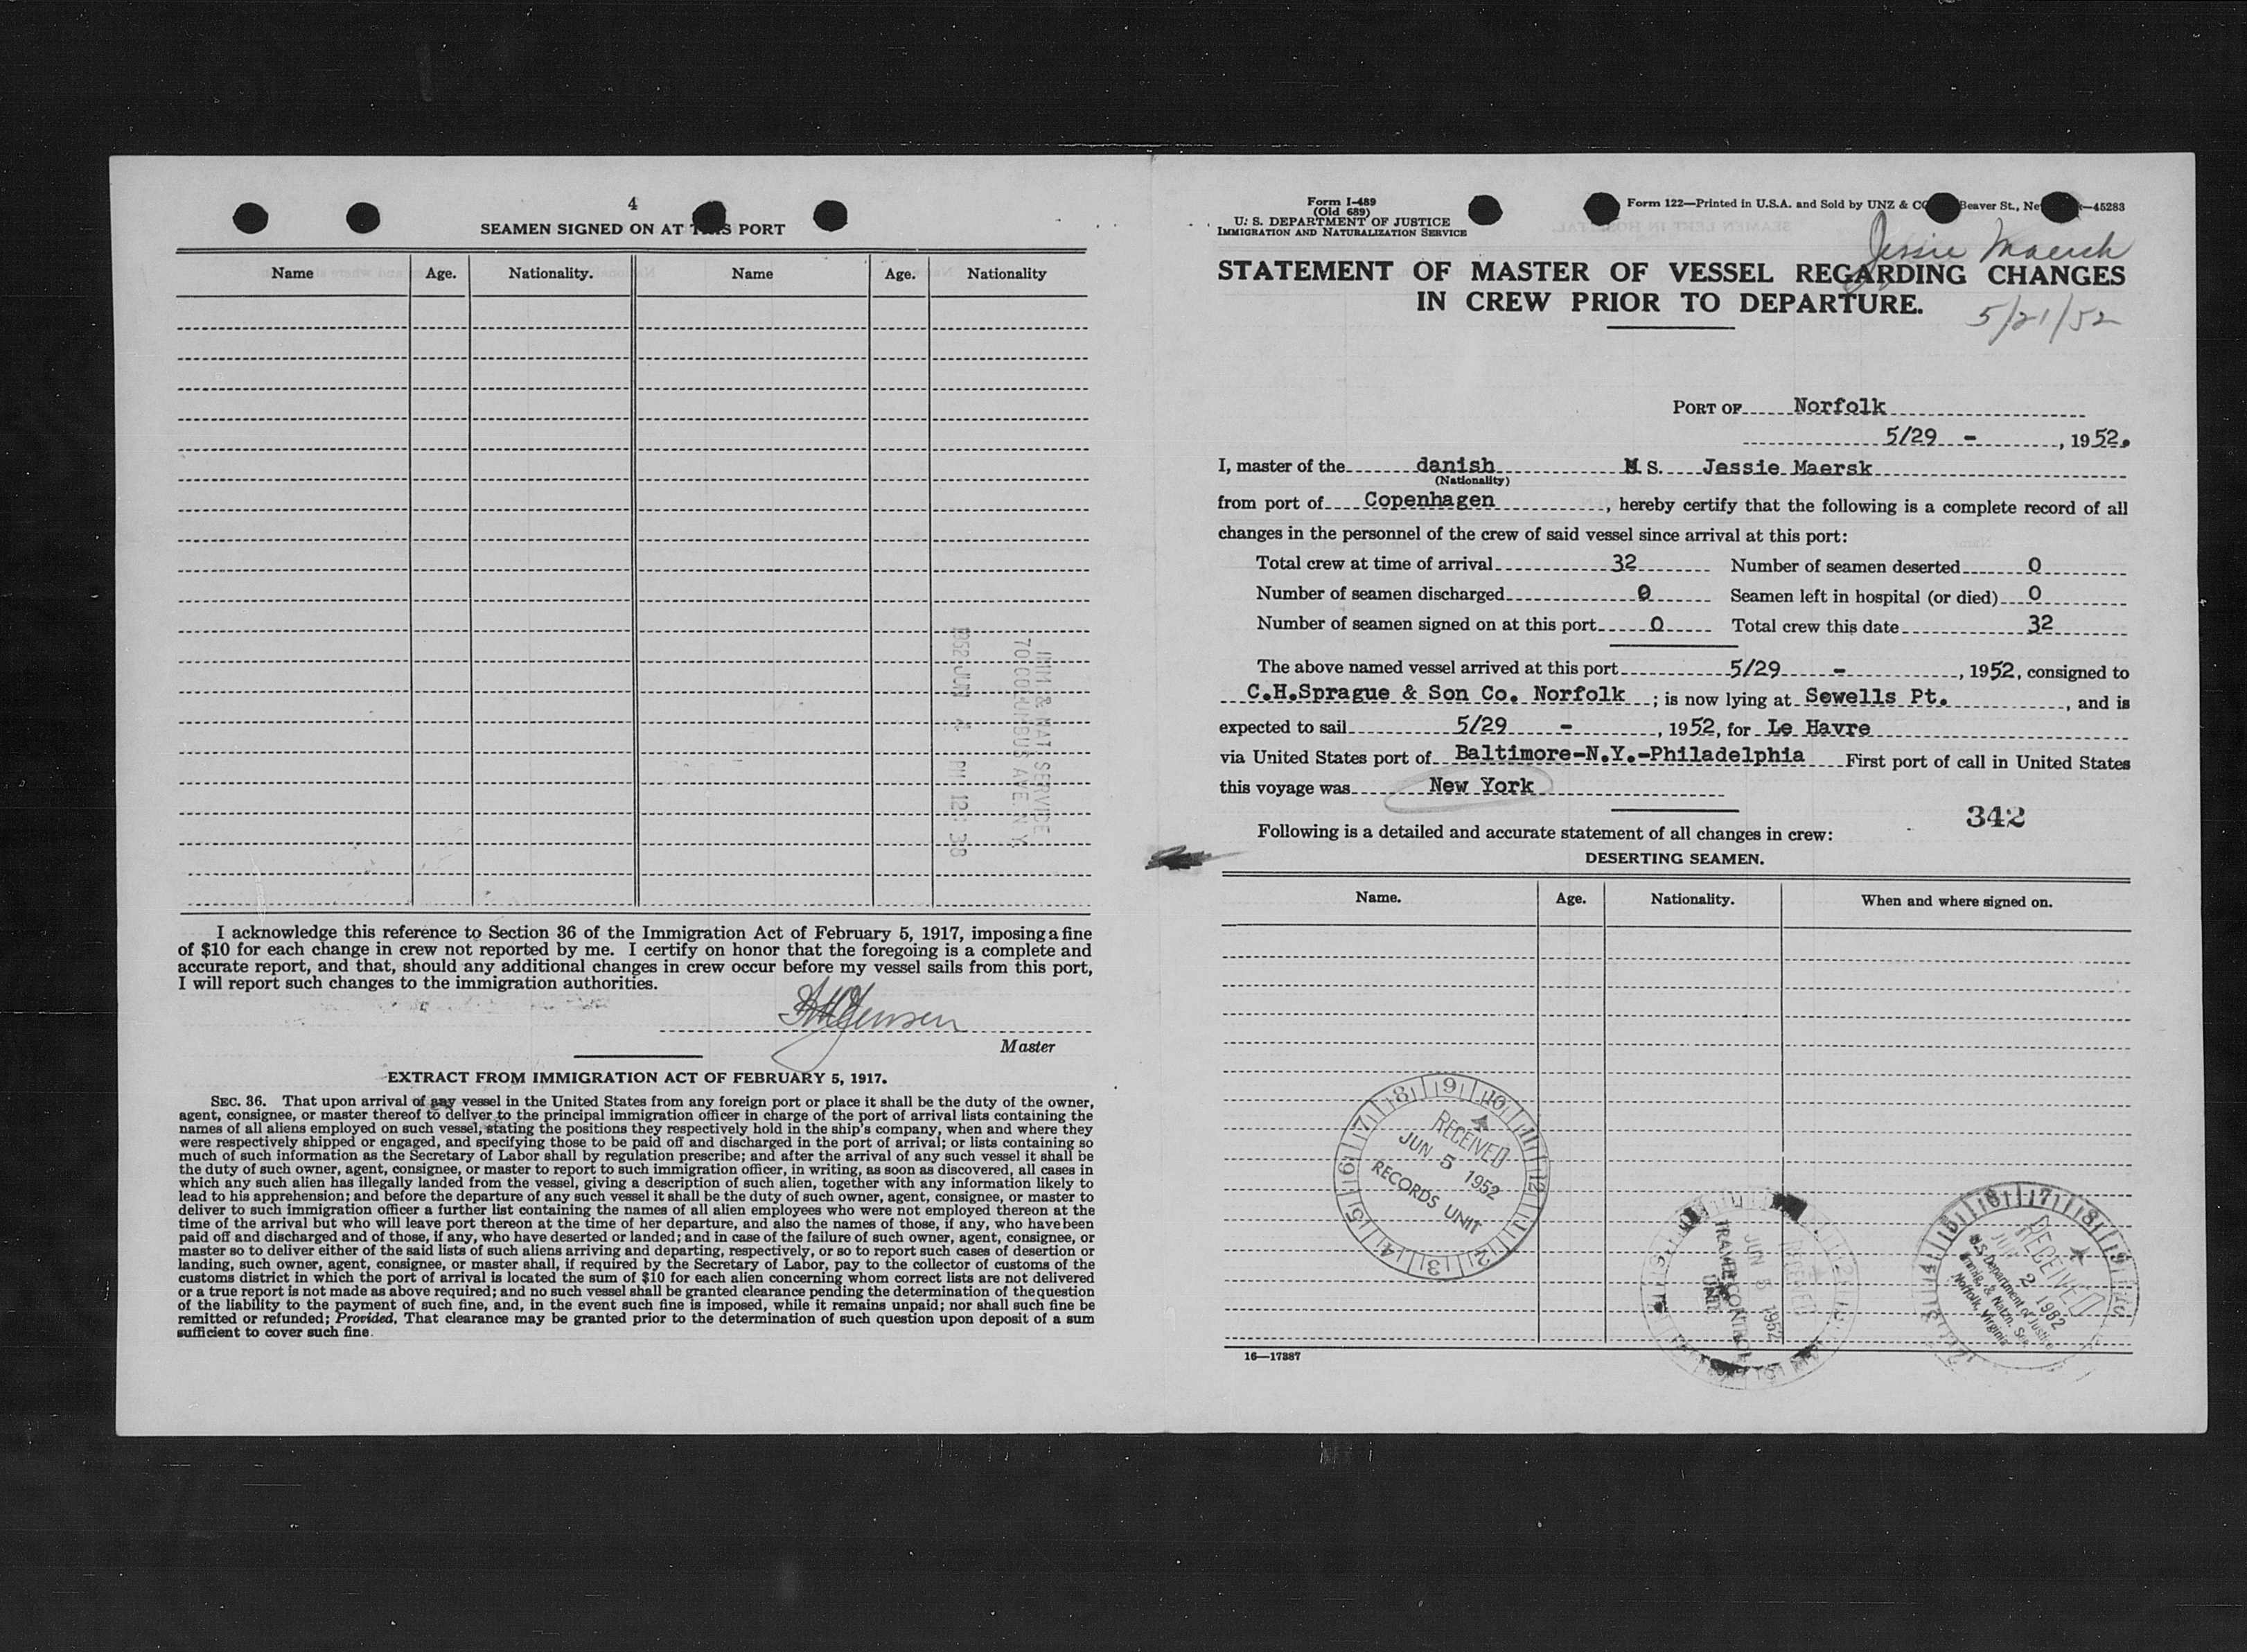 4
SEAMEN SIGNED ON AT THIS PORT
Name Age. Nationality. Name Age. Nationality
IMM & NAT SERVICE
70 COLUMBUS AVE N Y
1952 JUN 4 PM 12: 38
I acknowledge this reference to Section 36 of the Immigration Act of February 5, 1917, imposing a fine
of $10 for each change in crew not reported by me. I certify on honor that the foregoing is a complete and
accurate report, and that, should any additional changes in crew occur before my vessel sails from this port,
I will report such changes to the immigration authorities.
Jensen
Master
EXTRACT FROM IMMIGRATION ACT OF FEBRUARY 5, 1917.
SEC. 36. That upon arrival of any vessel in the United States from any foreign port or place it shall be the duty of the owner,
agent, consignee, or master thereof to deliver to the principal immigration officer in charge of the port of arrival lists containing the
names of all aliens employed on such vessel, stating the positions they respectively hold in the ship's company, when and where they
were respectively shipped or engaged, and specifying those to be paid off and discharged in the port of arrival; or lists containing so
much of such information as the Secretary of Labor shall by regulation prescribe; and after the arrival of any such vessel it shall be
the duty of such owner, agent, consignee, or master to report to such immigration officer, in writing, as soon as discovered, all cases in
which any such alien has illegally landed from the vessel, giving a description of such alien, together with any information likely to
lead to his apprehension; and before the departure of any such vessel it shall be the duty of such owner, agent, consignee, or master to
deliver to such immigration officer a further list containing the names of all alien employees who were not employed thereon at the
time of the arrival but who will leave port thereon at the time of her departure, and also the names of those, if any, who have been
paid off and discharged and of those, if any, who have deserted or landed; and in case of the failure of such owner, agent, consignee, or
master so to deliver either of the said lists of such aliens arriving and departing, respectively, or so to report such cases of desertion or
landing, such owner, agent, consignee, or master shall, if required by the Secretary of Labor, pay to the collector of customs of the
customs district in which the port of arrival is located the sum of $10 for each alien concerning whom correct lists are not delivered
or a true report is not made as above required; and no such vessel shall be granted clearance pending the determination of the question
of the liability to the payment of such fine, and, in the event such fine is imposed, while it remains unpaid; nor shall such fine be
remitted or refunded; Provided, That clearance may be granted prior to the determination of such question upon deposit of a sum
sufficient to cover such fine.
Form I-489
(Old 689)
U. S. DEPARTMENT OF JUSTICE
IMMIGRATION AND NATURALIZATION SERVICE
Form 122—Printed in U.S.A. and Sold by UNZ & CO Beaver St., Ne —45283
Jessie Maersk
STATEMENT OF MASTER OF VESSEL REGARDING CHANGES
IN CREW PRIOR TO DEPARTURE.
5/21/52
PORT OF Norfolk
5/29 - , 1952.
I, master of the danish M S. Jessie Maersk
(Nationality)
from port of Copenhagen , hereby certify that the following is a complete record of all
changes in the personnel of the crew of said vessel since arrival at this port:
Total crew at time of arrival 32 Number of seamen deserted 0
Number of seamen discharged 0 Seamen left in hospital (or died) 0
Number of seamen signed on at this port 0 Total crew this date 32
The above named vessel arrived at this port 5/29 - , 1952, consigned to
C.H.Sprague & Son Co. Norfolk ; is now lying at Sewells Pt. , and is
expected to sail 5/29 - , 1952, for Le Havre
via United States port of Baltimore-N.Y.-Philadelphia First port of call in United States
this voyage was New York
342
Following is a detailed and accurate statement of all changes in crew:
DESERTING SEAMEN.
Name. Age. Nationality. When and where signed on.
RECEIVED
JUN 5 1952
RECORDS UNIT
RECEIVED
JUN 5 1952
TRAVEL CONTROL
UNIT
RECEIVED
JUN 2 1952
U.S. Department of Justice
Immig. & Natzn. Ser.
Norfolk, Virginia
16—17387